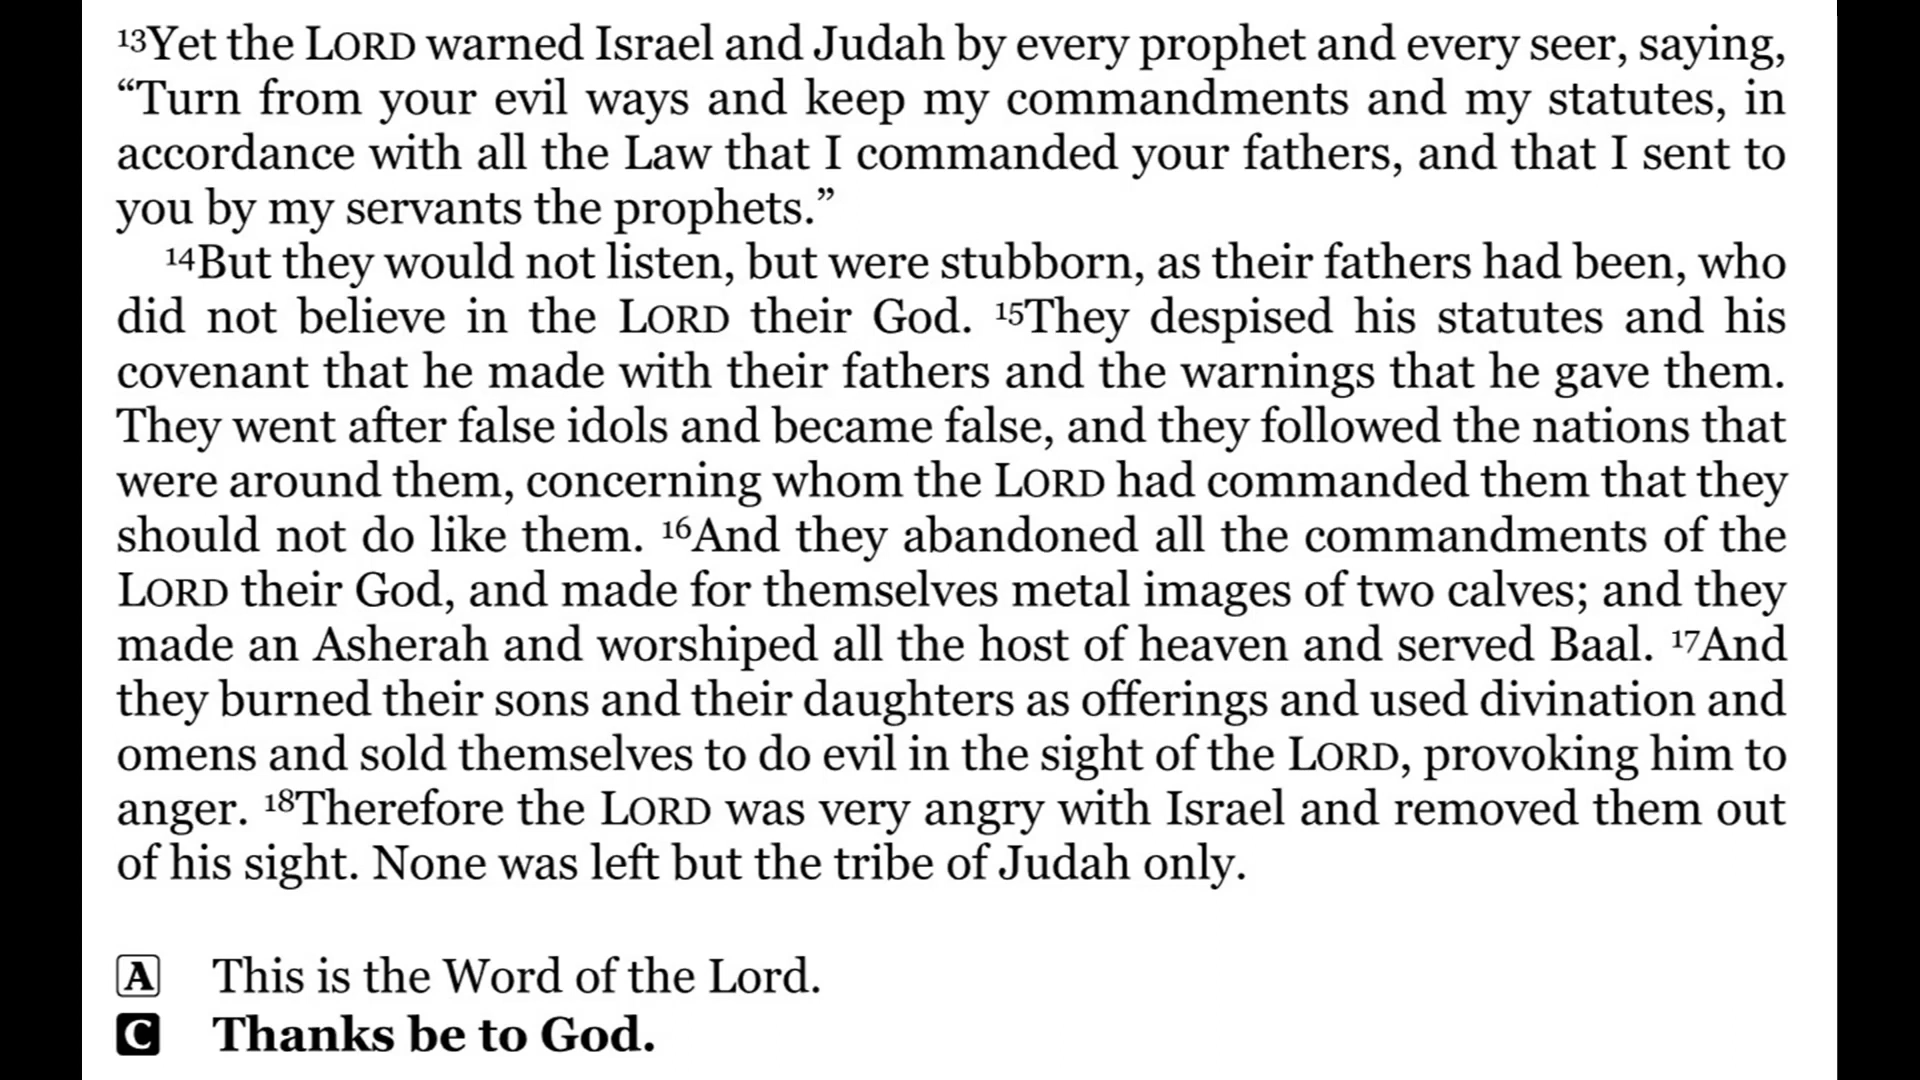 13Yet the LORD warned Israel and Judah by every prophet and every seer, saying,
“Turn from your evil ways and keep my commandments and my statutes, in
accordance with all the Law that I commanded your fathers, and that I sent to
you by my servants the prophets.”
14But they would not listen, but were stubborn, as their fathers had been, who
did not believe in the LORD their God. 15They despised his statutes and his
covenant that he made with their fathers and the warnings that he gave them.
They went after false idols and became false, and they followed the nations that
were around them, concerning whom the LORD had commanded them that they
should not do like them. 16And they abandoned all the commandments of the
LORD their God, and made for themselves metal images of two calves; and they
made an Asherah and worshiped all the host of heaven and served Baal. 17And
they burned their sons and their daughters as offerings and used divination and
omens and sold themselves to do evil in the sight of the LORD, provoking him to
anger. 18Therefore the LORD was very angry with Israel and removed them out
of his sight. None was left but the tribe of Judah only.
A This is the Word of the Lord.
C Thanks be to God.